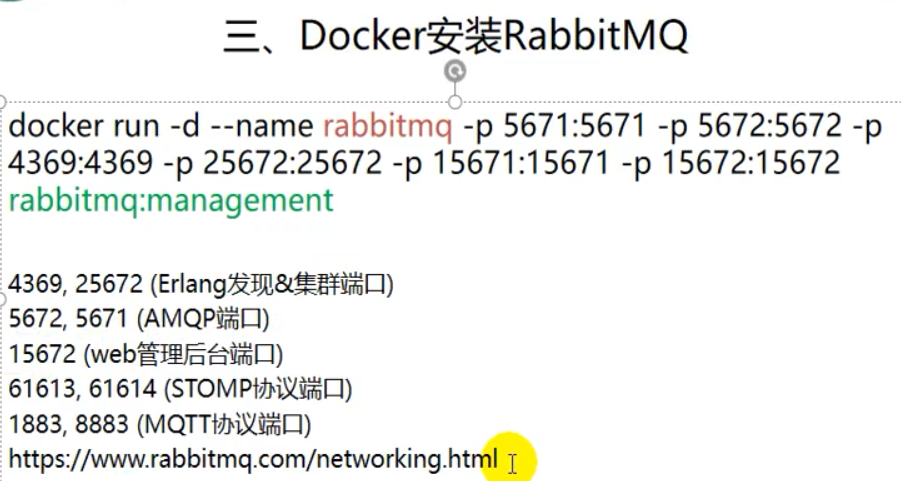 三、Docker安装RabbitMQ
docker run -d --name rabbitmq -p 5671:5671 -p 5672:5672 -p
4369:4369 -p 25672:25672 -p 15671:15671 -p 15672:15672
rabbitmq:management
4369, 25672 (Erlang发现&集群端口)
5672, 5671 (AMQP端口)
15672 (web管理后台端口)
61613, 61614 (STOMP协议端口)
1883, 8883 (MQTT协议端口)
https://www.rabbitmq.com/networking.html